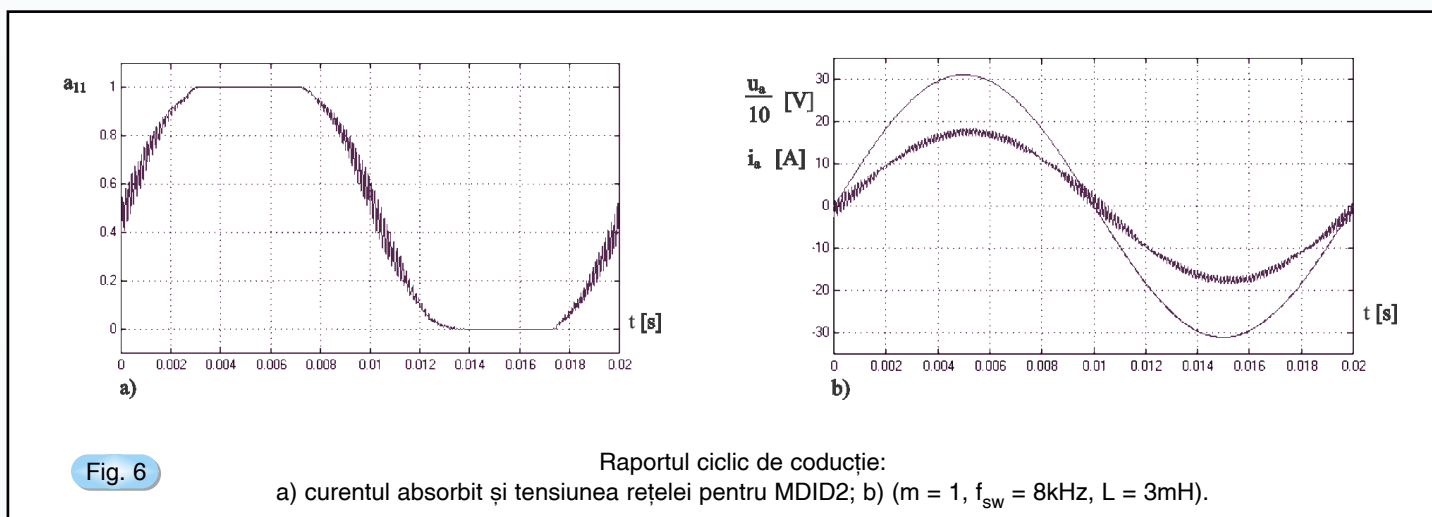 a₁₁
1
0.8
0.6
0.4
0.2
0
0 0.002 0.004 0.006 0.008 0.01 0.012 0.014 0.016 0.018 0.02
t [s]
a)
uₐ/10 [V]
iₐ [A]
30
20
10
0
-10
-20
-30
0 0.002 0.004 0.006 0.008 0.01 0.012 0.014 0.016 0.018 0.02
t [s]
b)
Fig. 6
Raportul ciclic de coducție:
a) curentul absorbit și tensiunea rețelei pentru MDID2; b) (m = 1, f_sw = 8kHz, L = 3mH).